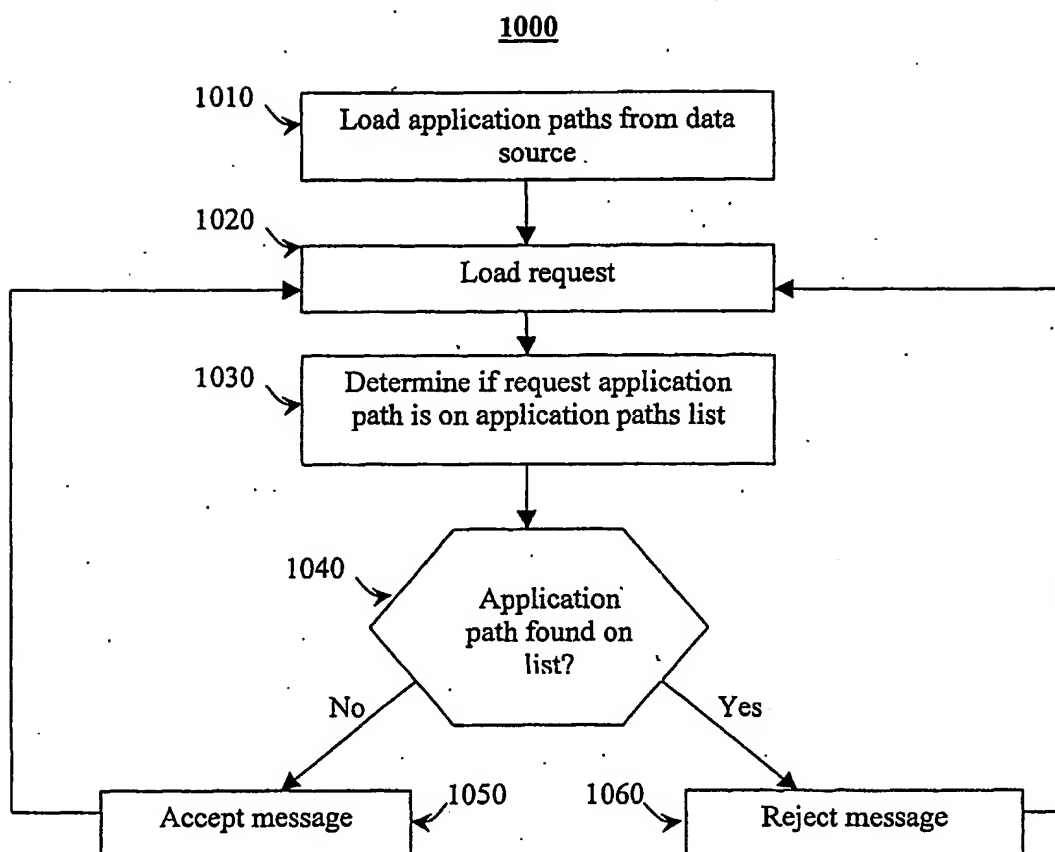 1000
1010
Load application paths from data
source
1020
Load request
1030
Determine if request application
path is on application paths list
1040
Application
path found on
list?
No
Yes
Accept message
1050
1060
Reject message